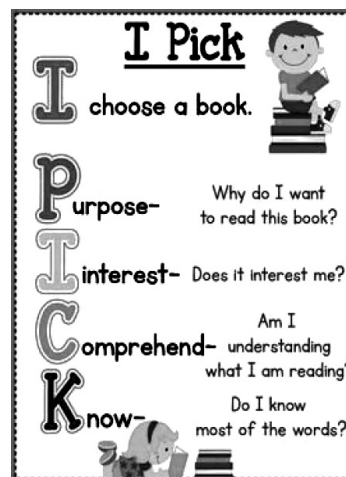 I Pick
I choose a book.
Purpose- Why do I want
to read this book?
Iinterest- Does it interest me?
Comprehend- Am I
understanding
what I am reading?
Know- Do I know
most of the words?